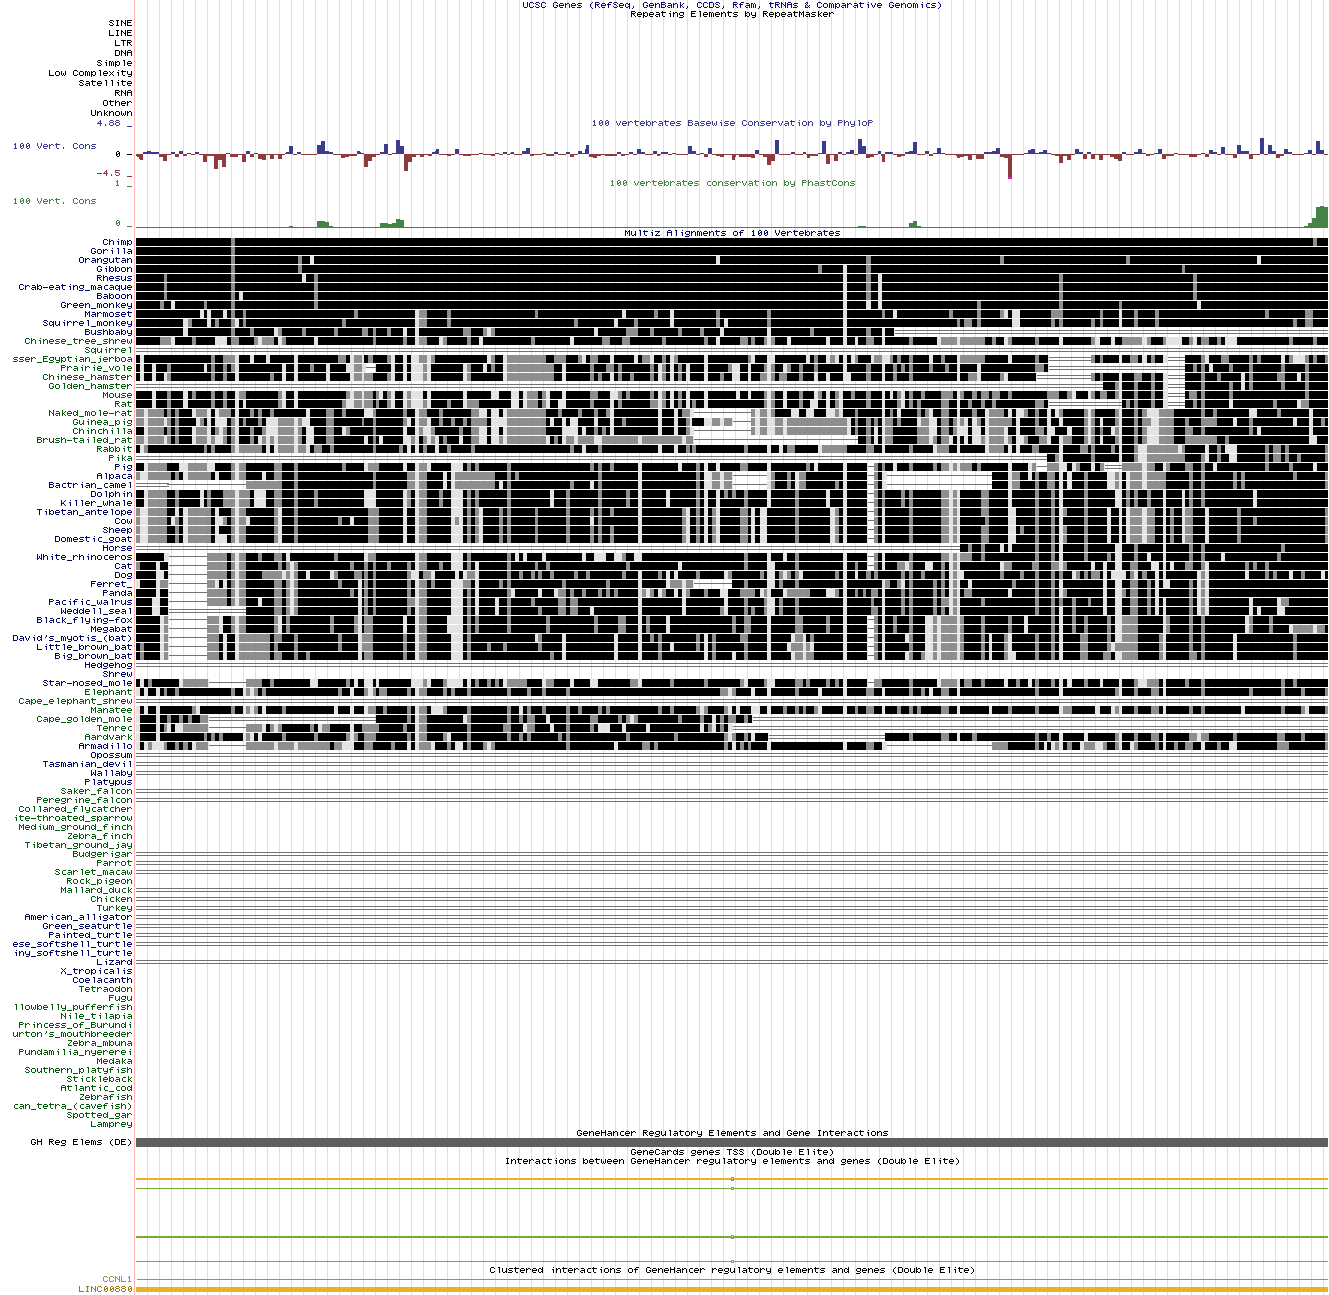 UCSC Genes (RefSeq, GenBank, CCDS, Rfam, tRNAs & Comparative Genomics)
Repeating Elements by RepeatMasker
SINE
LINE
LTR
DNA
Simple
Low Complexity
Satellite
RNA
Other
Unknown
4.88 _
100 vertebrates Basewise Conservation by PhyloP
100 Vert. Cons
0 _
-4.5 _
100 vertebrates conservation by PhastCons
1 _
100 Vert. Cons
0 _
Multiz Alignments of 100 Vertebrates
Chimp
Gorilla
Orangutan
Gibbon
Rhesus
Crab-eating_macaque
Baboon
Green_monkey
Marmoset
Squirrel_monkey
Bushbaby
Chinese_tree_shrew
Squirrel
sser_Egyptian_jerboa
Prairie_vole
Chinese_hamster
Golden_hamster
Mouse
Rat
Naked_mole-rat
Guinea_pig
Chinchilla
Brush-tailed_rat
Rabbit
Pika
Pig
Alpaca
Bactrian_camel
Dolphin
Killer_whale
Tibetan_antelope
Cow
Sheep
Domestic_goat
Horse
White_rhinoceros
Cat
Dog
Ferret_
Panda
Pacific_walrus
Weddell_seal
Black_flying-fox
Megabat
David's_myotis_(bat)
Little_brown_bat
Big_brown_bat
Hedgehog
Shrew
Star-nosed_mole
Elephant
Cape_elephant_shrew
Manatee
Cape_golden_mole
Tenrec
Aardvark
Armadillo
Opossum
Tasmanian_devil
Wallaby
Platypus
Saker_falcon
Peregrine_falcon
Collared_flycatcher
ite-throated_sparrow
Medium_ground_finch
Zebra_finch
Tibetan_ground_jay
Budgerigar
Parrot
Scarlet_macaw
Rock_pigeon
Mallard_duck
Chicken
Turkey
American_alligator
Green_seaturtle
Painted_turtle
ese_softshell_turtle
iny_softshell_turtle
Lizard
X_tropicalis
Coelacanth
Tetraodon
Fugu
llowbelly_pufferfish
Nile_tilapia
Princess_of_Burundi
urton's_mouthbreeder
Zebra_mbuna
Pundamilia_nyererei
Medaka
Southern_platyfish
Stickleback
Atlantic_cod
Zebrafish
can_tetra_(cavefish)
Spotted_gar
Lamprey
GeneHancer Regulatory Elements and Gene Interactions
GH Reg Elems (DE)
GeneCards genes TSS (Double Elite)
Interactions between GeneHancer regulatory elements and genes (Double Elite)
Clustered interactions of GeneHancer regulatory elements and genes (Double Elite)
CCNL1
LINC00880